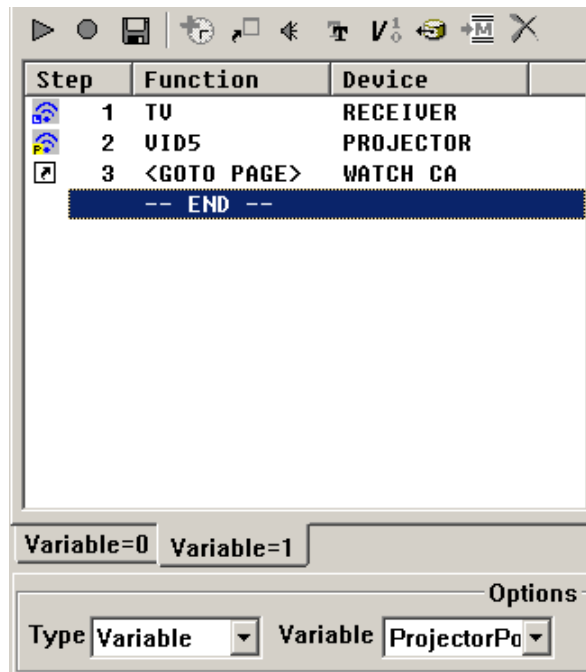 Step Function Device
1 TV RECEIVER
2 VID5 PROJECTOR
3 <GOTO PAGE> WATCH CA
-- END --
Variable=0 Variable=1
Options
Type Variable Variable ProjectorPo